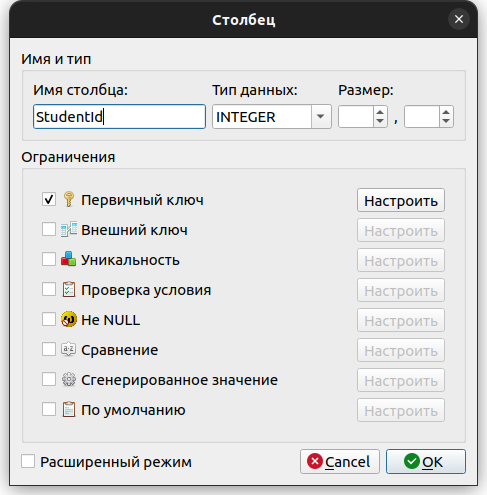 Столбец
Имя и тип
Имя столбца: Тип данных: Размер:
StudentId INTEGER ,
Ограничения
Первичный ключ Настроить
Внешний ключ Настроить
Уникальность Настроить
Проверка условия Настроить
Не NULL Настроить
Сравнение Настроить
Сгенерированное значение Настроить
По умолчанию Настроить
Расширенный режим Cancel OK